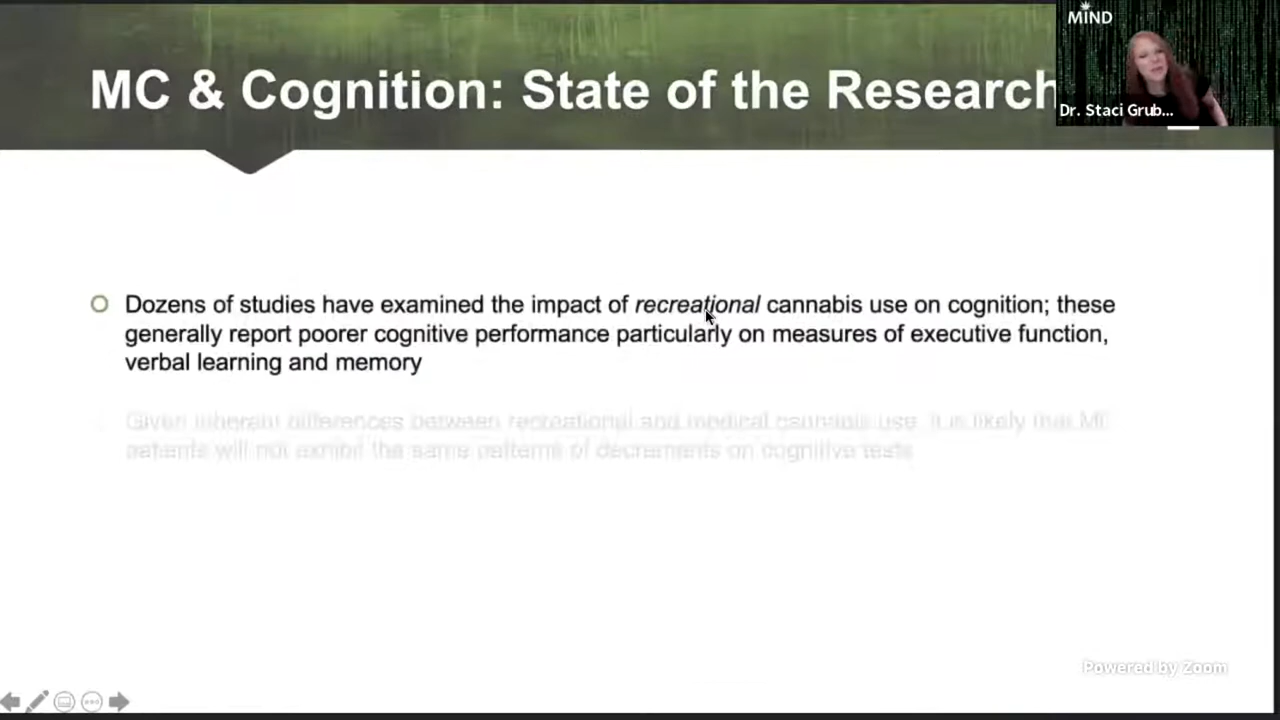 MC & Cognition: State of the Research
MIND
Dr. Staci Grub...
Dozens of studies have examined the impact of recreational cannabis use on cognition; these
generally report poorer cognitive performance particularly on measures of executive function,
verbal learning and memory
Given inherent differences between recreational and medical cannabis use, it is likely that MC
patients will not exhibit the same patterns of decrements on cognitive tests
Powered by Zoom